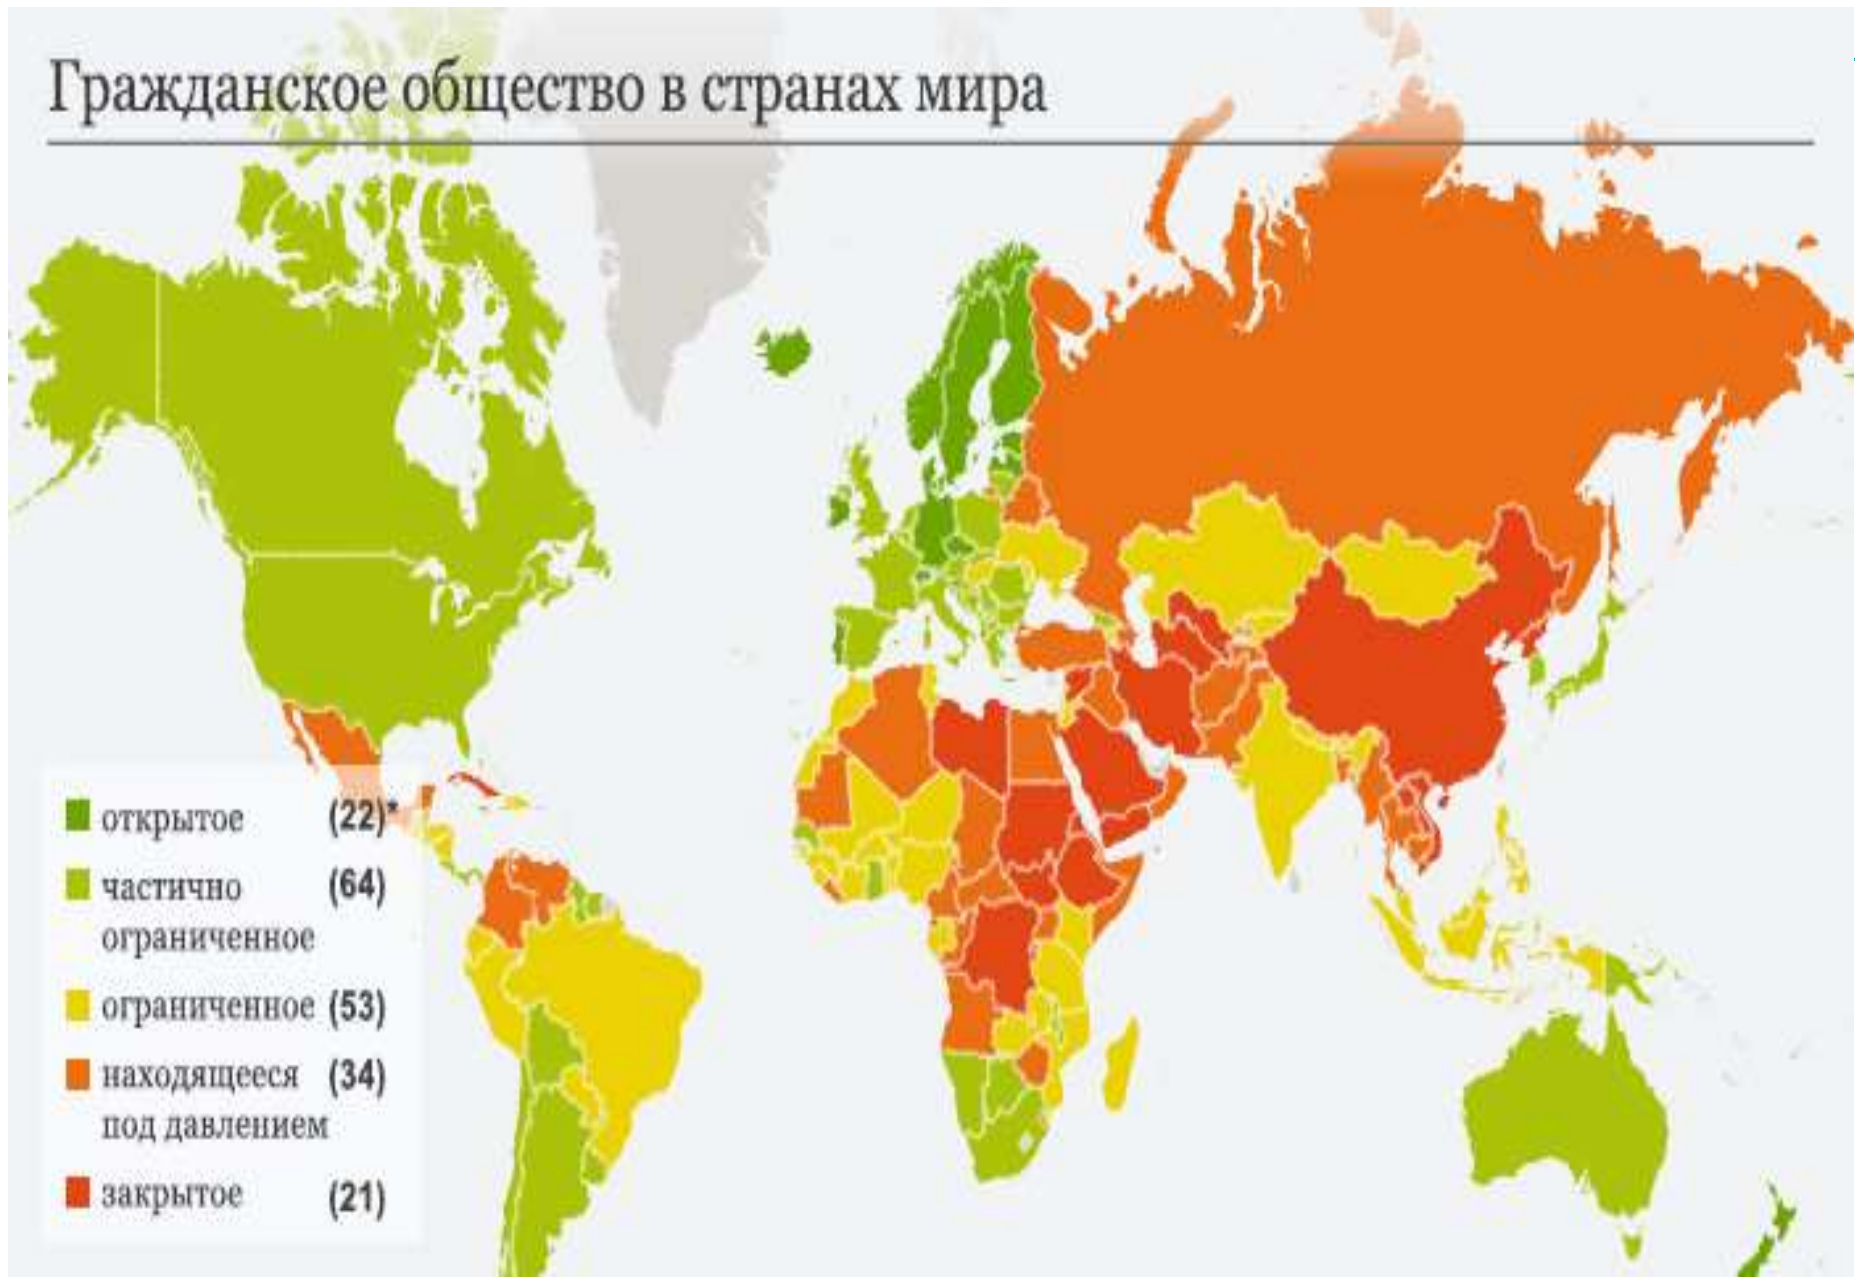 Гражданское общество в странах мира
открытое (22)*
частично (64)
ограниченное
ограниченное (53)
находящееся (34)
под давлением
закрытое (21)